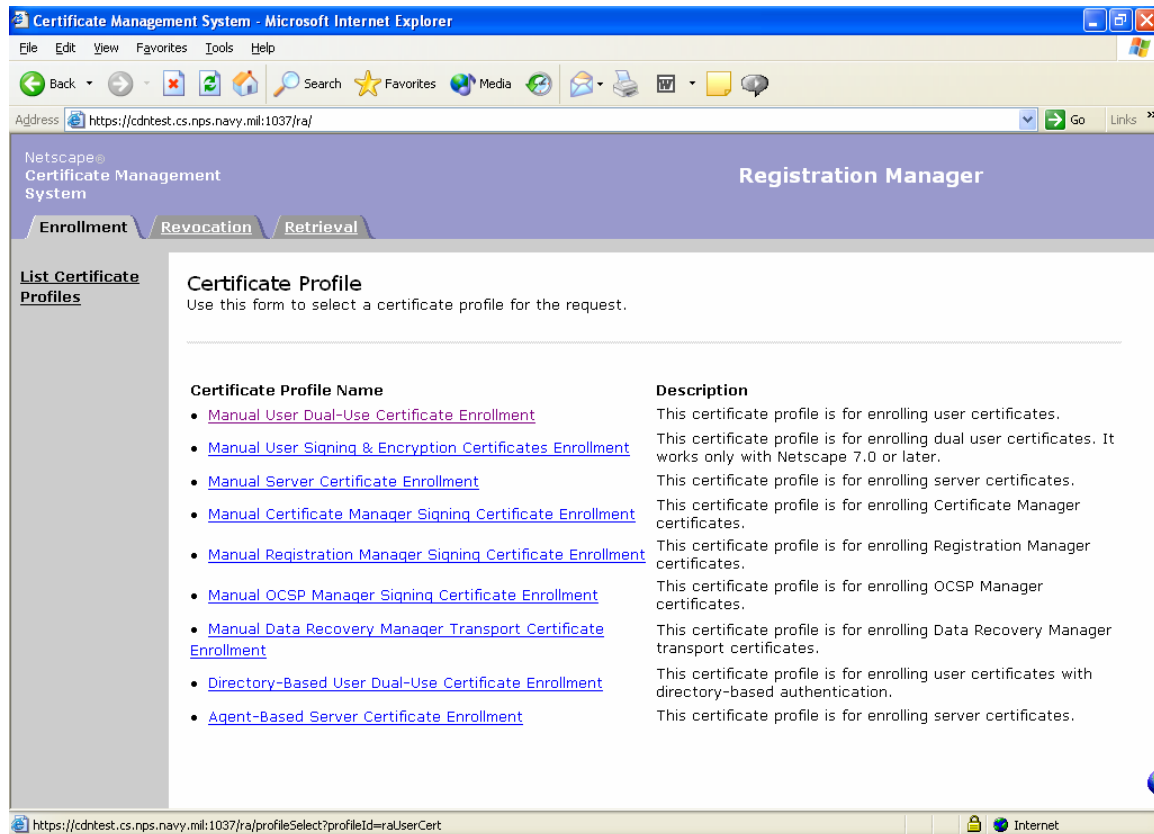 Certificate Management System - Microsoft Internet Explorer
File Edit View Favorites Tools Help
Back Search Favorites Media
Address https://cdntest.cs.nps.navy.mil:1037/ra/ Go Links »
Netscape®
Certificate Management
System
Registration Manager
Enrollment Revocation Retrieval
List Certificate
Profiles
Certificate Profile
Use this form to select a certificate profile for the request.
Certificate Profile Name Description
• Manual User Dual-Use Certificate Enrollment This certificate profile is for enrolling user certificates.
• Manual User Signing & Encryption Certificates Enrollment This certificate profile is for enrolling dual user certificates. It
works only with Netscape 7.0 or later.
• Manual Server Certificate Enrollment This certificate profile is for enrolling server certificates.
• Manual Certificate Manager Signing Certificate Enrollment This certificate profile is for enrolling Certificate Manager
certificates.
• Manual Registration Manager Signing Certificate Enrollment This certificate profile is for enrolling Registration Manager
certificates.
• Manual OCSP Manager Signing Certificate Enrollment This certificate profile is for enrolling OCSP Manager
certificates.
• Manual Data Recovery Manager Transport Certificate
Enrollment
This certificate profile is for enrolling Data Recovery Manager
transport certificates.
• Directory-Based User Dual-Use Certificate Enrollment This certificate profile is for enrolling user certificates with
directory-based authentication.
• Agent-Based Server Certificate Enrollment This certificate profile is for enrolling server certificates.
https://cdntest.cs.nps.navy.mil:1037/ra/profileSelect?profileId=raUserCert Internet